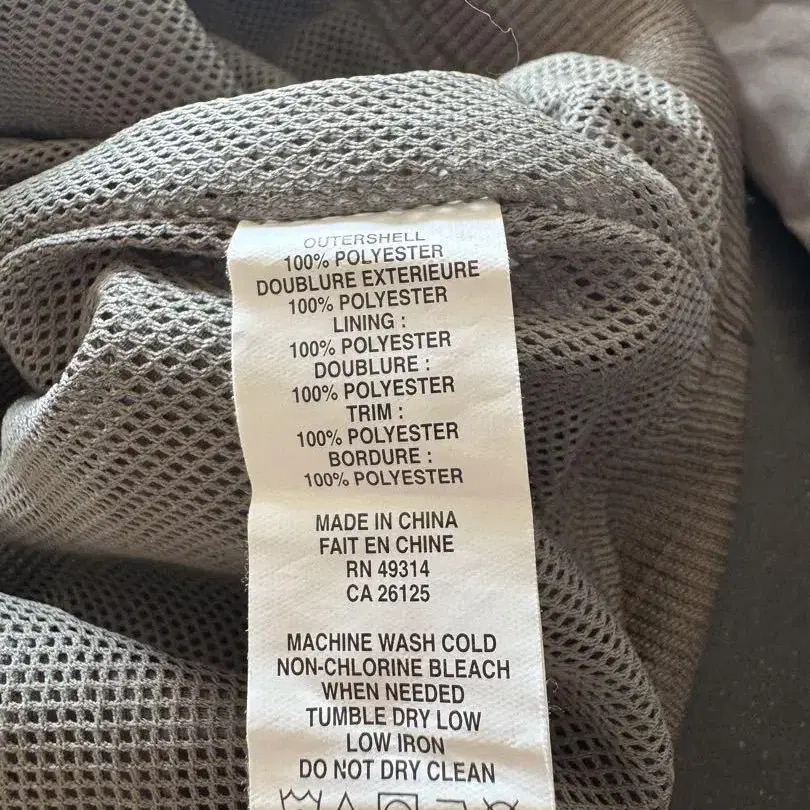 OUTERSHELL
100% POLYESTER
DOUBLURE EXTERIEURE
100% POLYESTER
LINING :
100% POLYESTER
DOUBLURE :
100% POLYESTER
TRIM :
100% POLYESTER
BORDURE :
100% POLYESTER
MADE IN CHINA
FAIT EN CHINE
RN 49314
CA 26125
MACHINE WASH COLD
NON-CHLORINE BLEACH
WHEN NEEDED
TUMBLE DRY LOW
LOW IRON
DO NOT DRY CLEAN